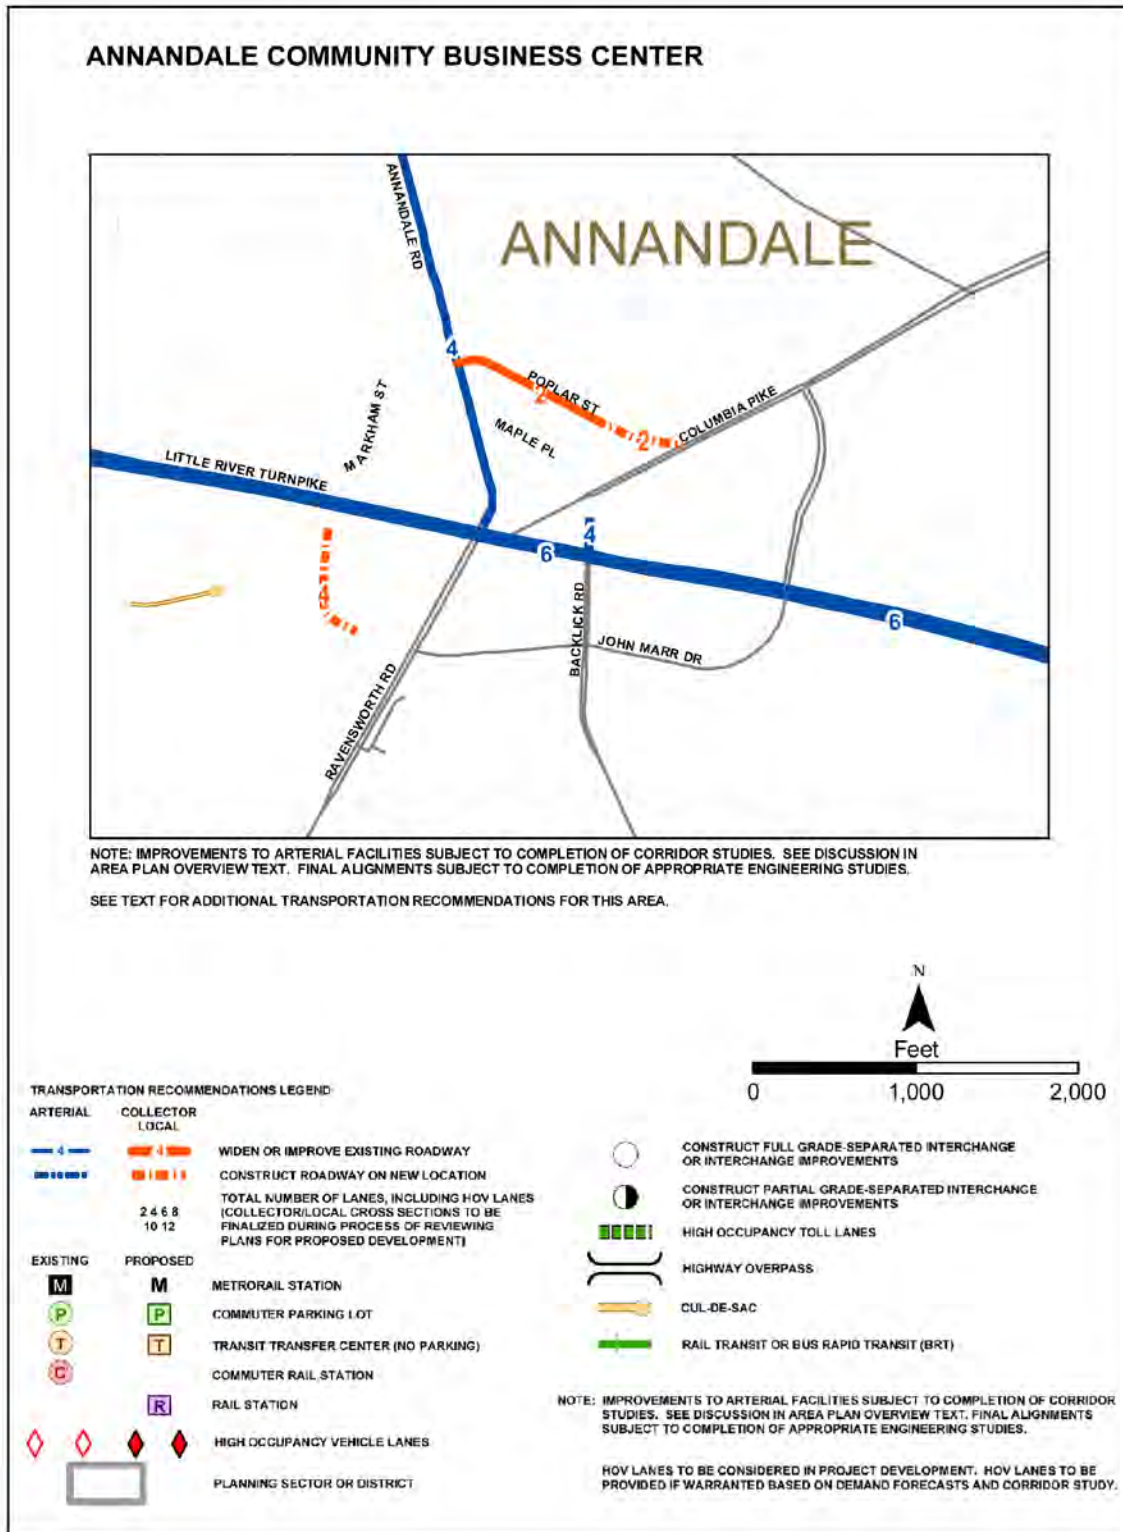 ANNANDALE COMMUNITY BUSINESS CENTER
ANNANDALE RD
ANNANDALE
4
POPLAR ST
2
MARKHAM ST
MAPLE PL
2
COLUMBIA PIKE
LITTLE RIVER TURNPIKE
4
6
4
BACKLICK RD
6
JOHN MARR DR
RAVENSWORTH RD
NOTE: IMPROVEMENTS TO ARTERIAL FACILITIES SUBJECT TO COMPLETION OF CORRIDOR STUDIES. SEE DISCUSSION IN
AREA PLAN OVERVIEW TEXT. FINAL ALIGNMENTS SUBJECT TO COMPLETION OF APPROPRIATE ENGINEERING STUDIES.
SEE TEXT FOR ADDITIONAL TRANSPORTATION RECOMMENDATIONS FOR THIS AREA.
N
Feet
0 1,000 2,000
TRANSPORTATION RECOMMENDATIONS LEGEND
ARTERIAL COLLECTOR
LOCAL
4 4 WIDEN OR IMPROVE EXISTING ROADWAY
CONSTRUCT ROADWAY ON NEW LOCATION
TOTAL NUMBER OF LANES, INCLUDING HOV LANES
2 4 6 8 (COLLECTOR/LOCAL CROSS SECTIONS TO BE
10 12 FINALIZED DURING PROCESS OF REVIEWING
PLANS FOR PROPOSED DEVELOPMENT)
EXISTING PROPOSED
M M METRORAIL STATION
P P COMMUTER PARKING LOT
T T TRANSIT TRANSFER CENTER (NO PARKING)
C COMMUTER RAIL STATION
R RAIL STATION
HIGH OCCUPANCY VEHICLE LANES
PLANNING SECTOR OR DISTRICT
CONSTRUCT FULL GRADE-SEPARATED INTERCHANGE
OR INTERCHANGE IMPROVEMENTS
CONSTRUCT PARTIAL GRADE-SEPARATED INTERCHANGE
OR INTERCHANGE IMPROVEMENTS
HIGH OCCUPANCY TOLL LANES
HIGHWAY OVERPASS
CUL-DE-SAC
RAIL TRANSIT OR BUS RAPID TRANSIT (BRT)
NOTE: IMPROVEMENTS TO ARTERIAL FACILITIES SUBJECT TO COMPLETION OF CORRIDOR
STUDIES. SEE DISCUSSION IN AREA PLAN OVERVIEW TEXT. FINAL ALIGNMENTS
SUBJECT TO COMPLETION OF APPROPRIATE ENGINEERING STUDIES.
HOV LANES TO BE CONSIDERED IN PROJECT DEVELOPMENT. HOV LANES TO BE
PROVIDED IF WARRANTED BASED ON DEMAND FORECASTS AND CORRIDOR STUDY.